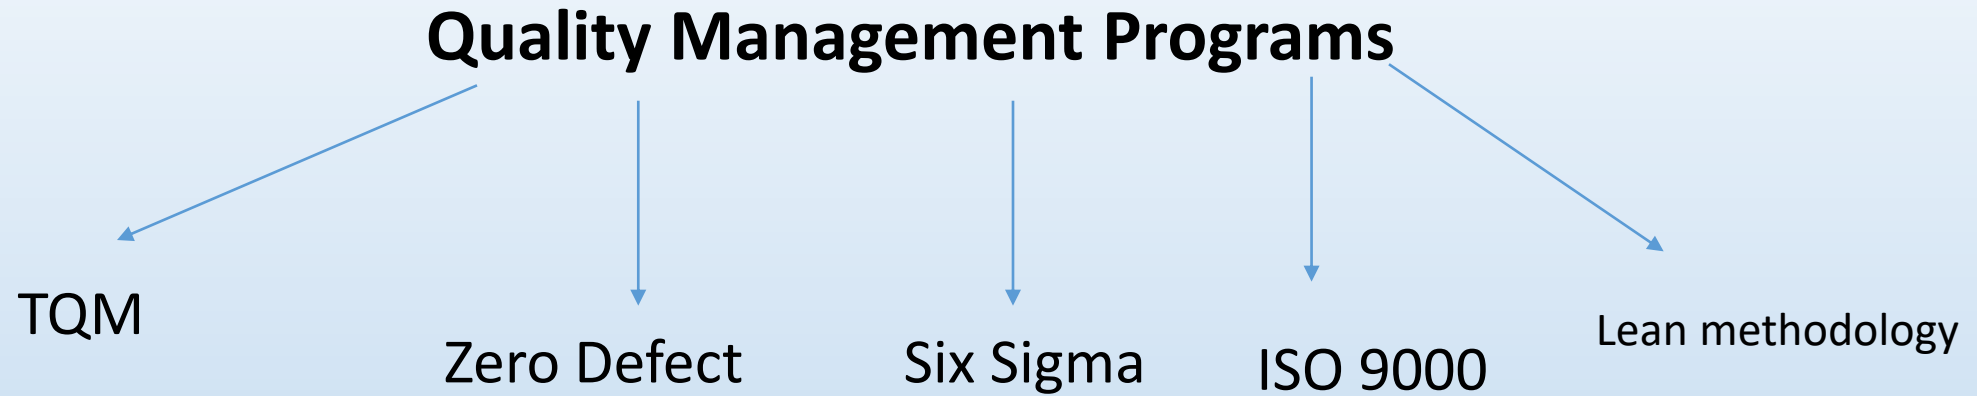 Quality Management Programs
TQM
Zero Defect
Six Sigma
ISO 9000
Lean methodology